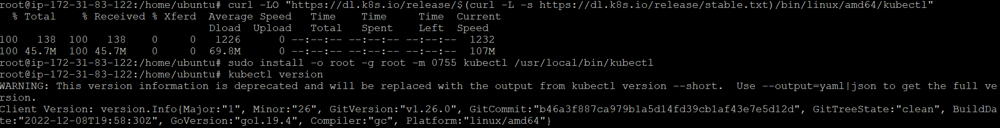 root@ip-172-31-83-122:/home/ubuntu# curl -LO "https://dl.k8s.io/release/$(curl -L -s https://dl.k8s.io/release/stable.txt)/bin/linux/amd64/kubectl"
  % Total    % Received % Xferd  Average Speed   Time    Time     Time  Current
                                 Dload  Upload   Total   Spent    Left  Speed
100   138  100   138    0     0   1226      0 --:--:-- --:--:-- --:--:--  1232
100 45.7M  100 45.7M    0     0  69.8M      0 --:--:-- --:--:-- --:--:--  107M
root@ip-172-31-83-122:/home/ubuntu# sudo install -o root -g root -m 0755 kubectl /usr/local/bin/kubectl
root@ip-172-31-83-122:/home/ubuntu# kubectl version
WARNING: This version information is deprecated and will be replaced with the output from kubectl version --short.  Use --output=yaml|json to get the full ve
rsion.
Client Version: version.Info{Major:"1", Minor:"26", GitVersion:"v1.26.0", GitCommit:"b46a3f887ca979b1a5d14fd39cb1af43e7e5d12d", GitTreeState:"clean", BuildDa
te:"2022-12-08T19:58:30Z", GoVersion:"go1.19.4", Compiler:"gc", Platform:"linux/amd64"}